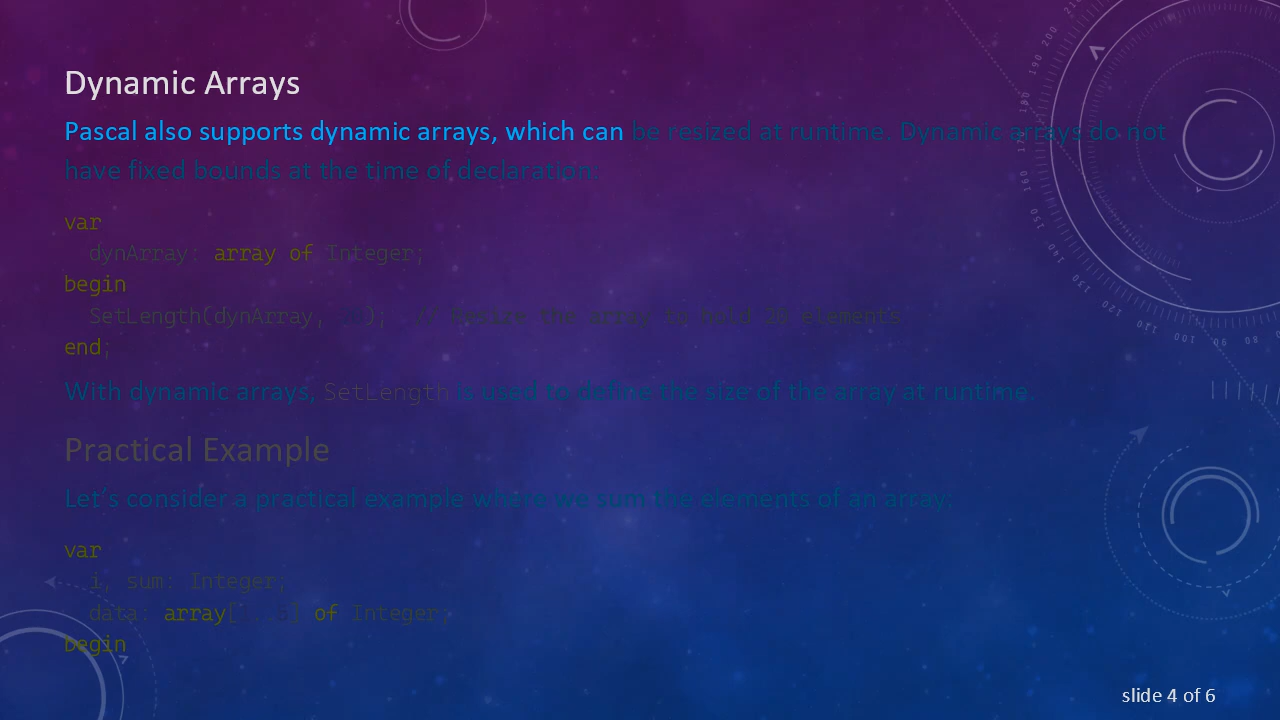 Dynamic Arrays
Pascal also supports dynamic arrays, which can be resized at runtime. Dynamic arrays do not
have fixed bounds at the time of declaration.
var
dynArray: array of Integer;
begin
SetLength(dynArray, 20); // Resize the array to hold 20 elements
end;
With dynamic arrays, SetLength is used to define the size of the array at runtime.
Practical Example
Let's consider a practical example where we sum the elements of an array:
var
i, sum: Integer;
data: array[ ] of Integer;
begin
slide 4 of 6